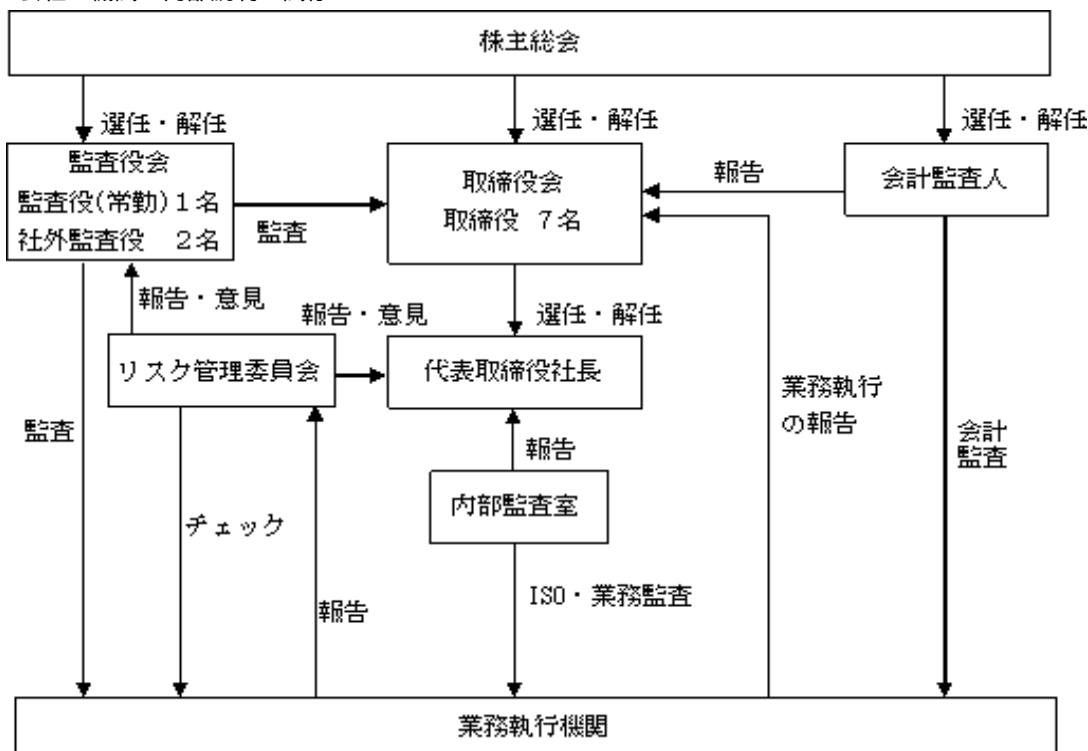 株主総会
選任・解任
選任・解任
選任・解任
監査役会
監査役(常勤)1名
社外監査役 2名
監査
取締役会
取締役 7名
報告
会計監査人
報告・意見
報告・意見
選任・解任
リスク管理委員会
代表取締役社長
業務執行
の報告
監査
会計
監査
報告
内部監査室
チェック
ISO・業務監査
報告
業務執行機関